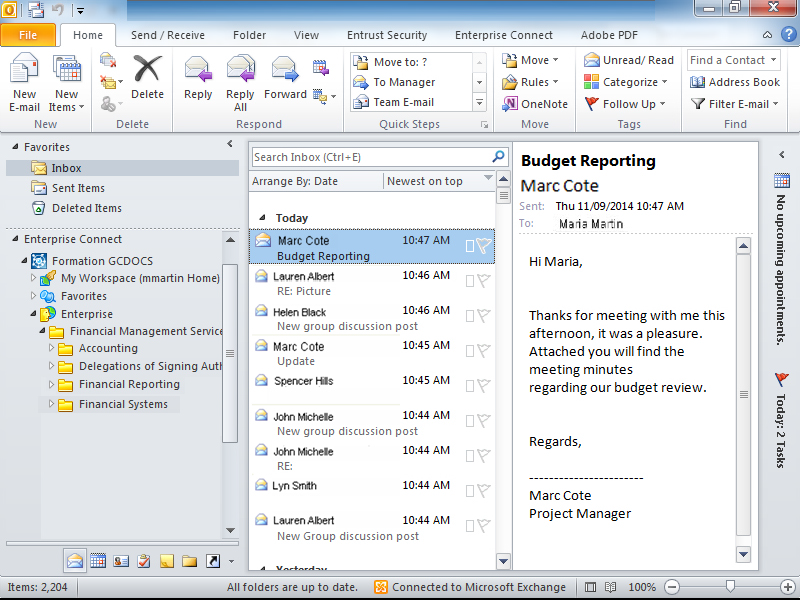 File
Home
Send / Receive
Folder
View
Entrust Security
Enterprise Connect
Adobe PDF
New
E-mail
New
Items
New
Delete
Delete
Reply
Reply
All
Forward
Respond
Move to: ?
To Manager
Team E-mail
Quick Steps
Move
Rules
OneNote
Move
Unread/ Read
Categorize
Follow Up
Tags
Find a Contact
Address Book
Filter E-mail
Find
Favorites
Inbox
Sent Items
Deleted Items
Enterprise Connect
Formation GCDOCS
My Workspace (mmartin Home)
Favorites
Enterprise
Financial Management Service
Accounting
Delegations of Signing Auth
Financial Reporting
Financial Systems
Search Inbox (Ctrl+E)
Arrange By: Date
Newest on top
Today
Marc Cote 10:47 AM
Budget Reporting
Lauren Albert 10:46 AM
RE: Picture
Helen Black 10:46 AM
New group discussion post
Marc Cote 10:45 AM
Update
Spencer Hills 10:45 AM
John Michelle 10:44 AM
New group discussion post
John Michelle 10:44 AM
RE:
Lyn Smith 10:44 AM
Lauren Albert 10:44 AM
New Group discussion post
Yesterday
Budget Reporting
Marc Cote
Sent: Thu 11/09/2014 10:47 AM
To: Maria Martin
Hi Maria,
Thanks for meeting with me this
afternoon, it was a pleasure.
Attached you will find the
meeting minutes
regarding our budget review.
Regards,
------------------------
Marc Cote
Project Manager
No upcoming appointments.
Today: 2 Tasks
Items: 2,204
All folders are up to date.
Connected to Microsoft Exchange
100%